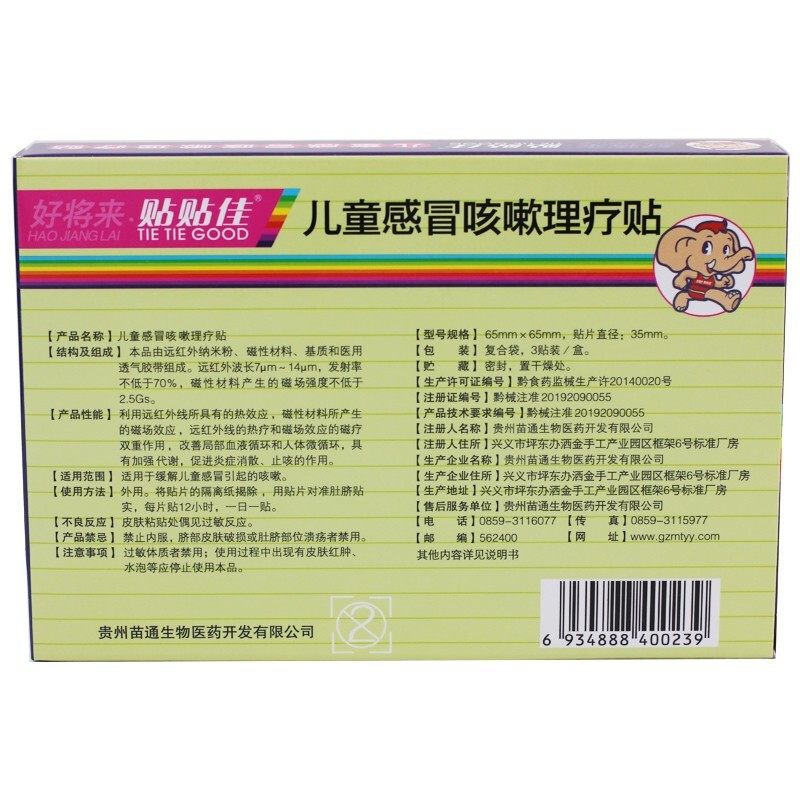 好将来·贴贴佳®
HAO JIANG LAI TIE TIE GOOD
儿童感冒咳嗽理疗贴
【产品名称】儿童感冒咳嗽理疗贴
【结构及组成】本品由远红外纳米粉、磁性材料、基质和医用
透气胶带组成。远红外波长7μm~14μm，发射率
不低于70%，磁性材料产生的磁场强度不低于
2.5Gs。
【产品性能】利用远红外线所具有的热效应，磁性材料所产生
的磁场效应，远红外线的热疗和磁场效应的磁疗
双重作用，改善局部血液循环和人体微循环，具
有加强代谢，促进炎症消散、止咳的作用。
【适用范围】适用于缓解儿童感冒引起的咳嗽。
【使用方法】外用。将贴片的隔离纸揭除，用贴片对准肚脐贴
实，每片贴12小时，一日一贴。
【不良反应】皮肤粘贴处偶见过敏反应。
【产品禁忌】禁止内服，脐部皮肤破损或肚脐部位溃疡者禁用。
【注意事项】过敏体质者禁用；使用过程中出现有皮肤红肿、
水泡等应停止使用本品。
【型号规格】65mm×65mm，贴片直径：35mm。
【包 装】复合袋，3贴装/盒。
【贮 藏】密封，置干燥处。
【生产许可证编号】黔食药监械生产许20140020号
【注册证编号】黔械注准20192090055
【产品技术要求编号】黔械注准20192090055
【注册人名称】贵州苗通生物医药开发有限公司
【注册人住所】兴义市坪东办洒金手工产业园区框架6号标准厂房
【生产企业名称】贵州苗通生物医药开发有限公司
【生产企业住所】兴义市坪东办洒金手工产业园区框架6号标准厂房
【生产地址】兴义市坪东办洒金手工产业园区框架6号标准厂房
【售后服务单位】贵州苗通生物医药开发有限公司
【电 话】0859-3116077 【传 真】0859-3115977
【邮 编】562400 【网 址】www.gzmtyy.com
其他内容详见说明书
贵州苗通生物医药开发有限公司
2
6 934888 400239